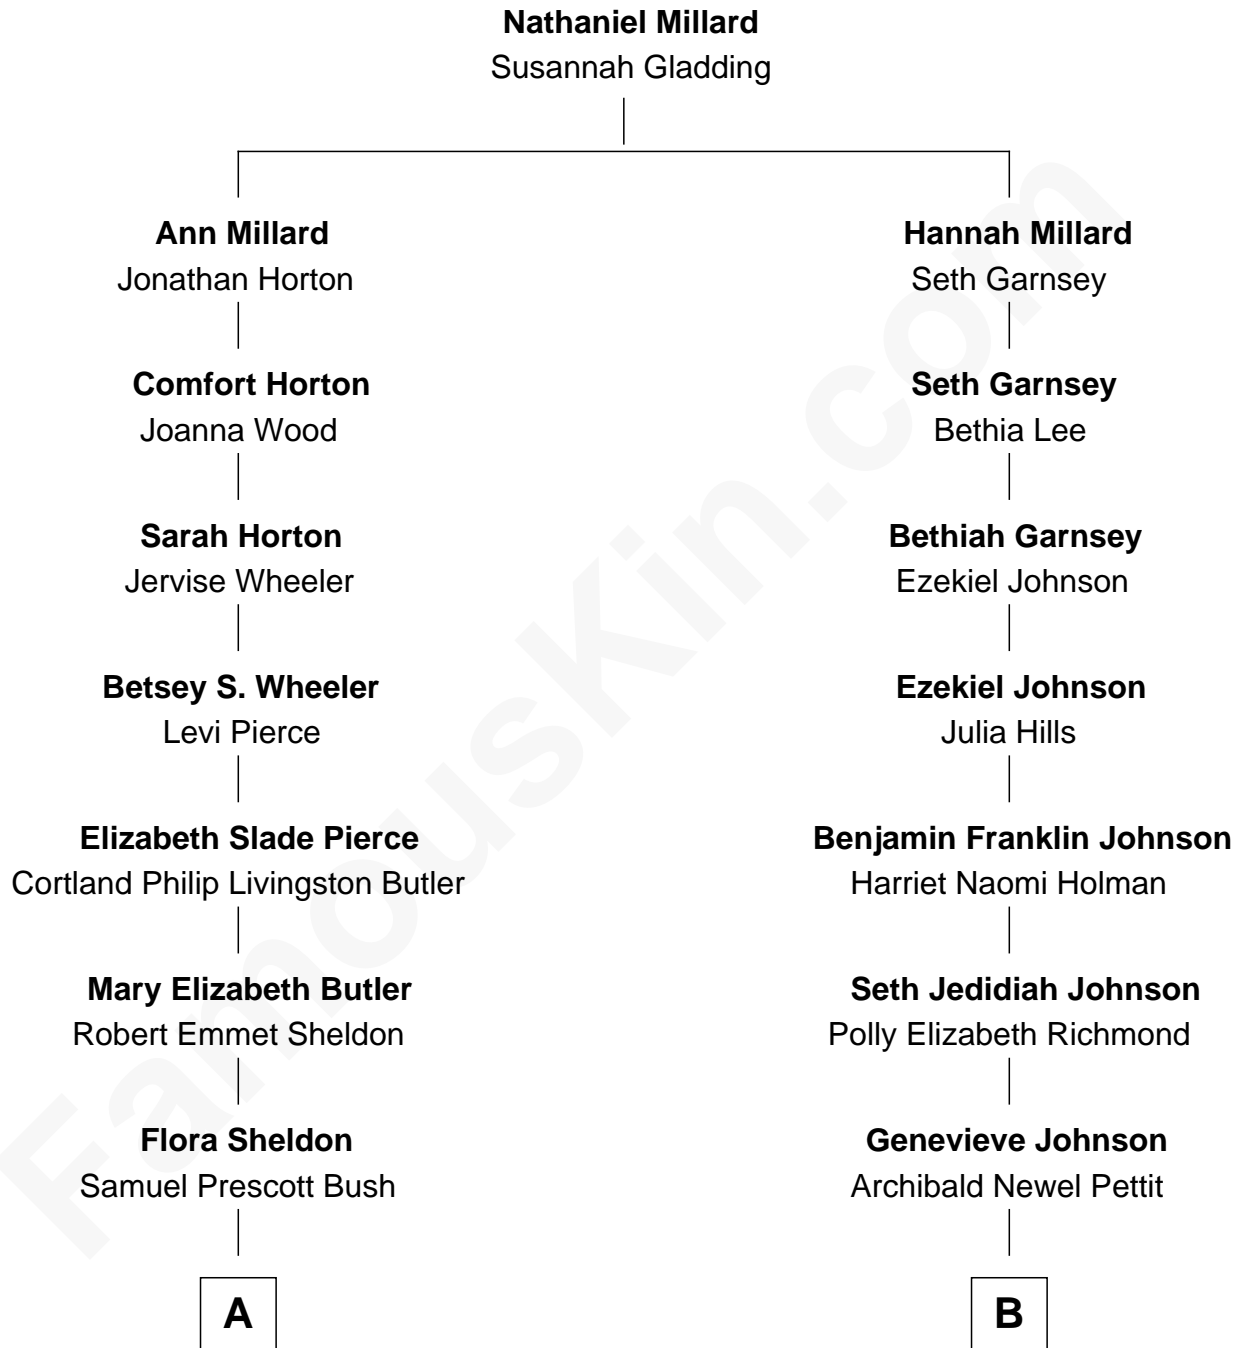 Nathaniel Millard
Susannah Gladding
Ann Millard
Jonathan Horton
Comfort Horton
Joanna Wood
Sarah Horton
Jervise Wheeler
Betsey S. Wheeler
Levi Pierce
Elizabeth Slade Pierce
Cortland Philip Livingston Butler
Mary Elizabeth Butler
Robert Emmet Sheldon
Flora Sheldon
Samuel Prescott Bush
A
Hannah Millard
Seth Garnsey
Seth Garnsey
Bethia Lee
Bethiah Garnsey
Ezekiel Johnson
Ezekiel Johnson
Julia Hills
Benjamin Franklin Johnson
Harriet Naomi Holman
Seth Jedidiah Johnson
Polly Elizabeth Richmond
Genevieve Johnson
Archibald Newel Pettit
B
FamousKin.com